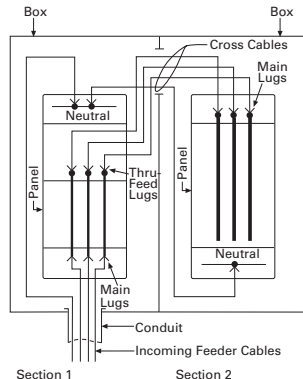 Box
Box
Cross Cables
Main
Lugs
Neutral
Panel
Thru-
Feed
Lugs
Panel
Neutral
Main
Lugs
Conduit
Incoming Feeder Cables
Section 1
Section 2